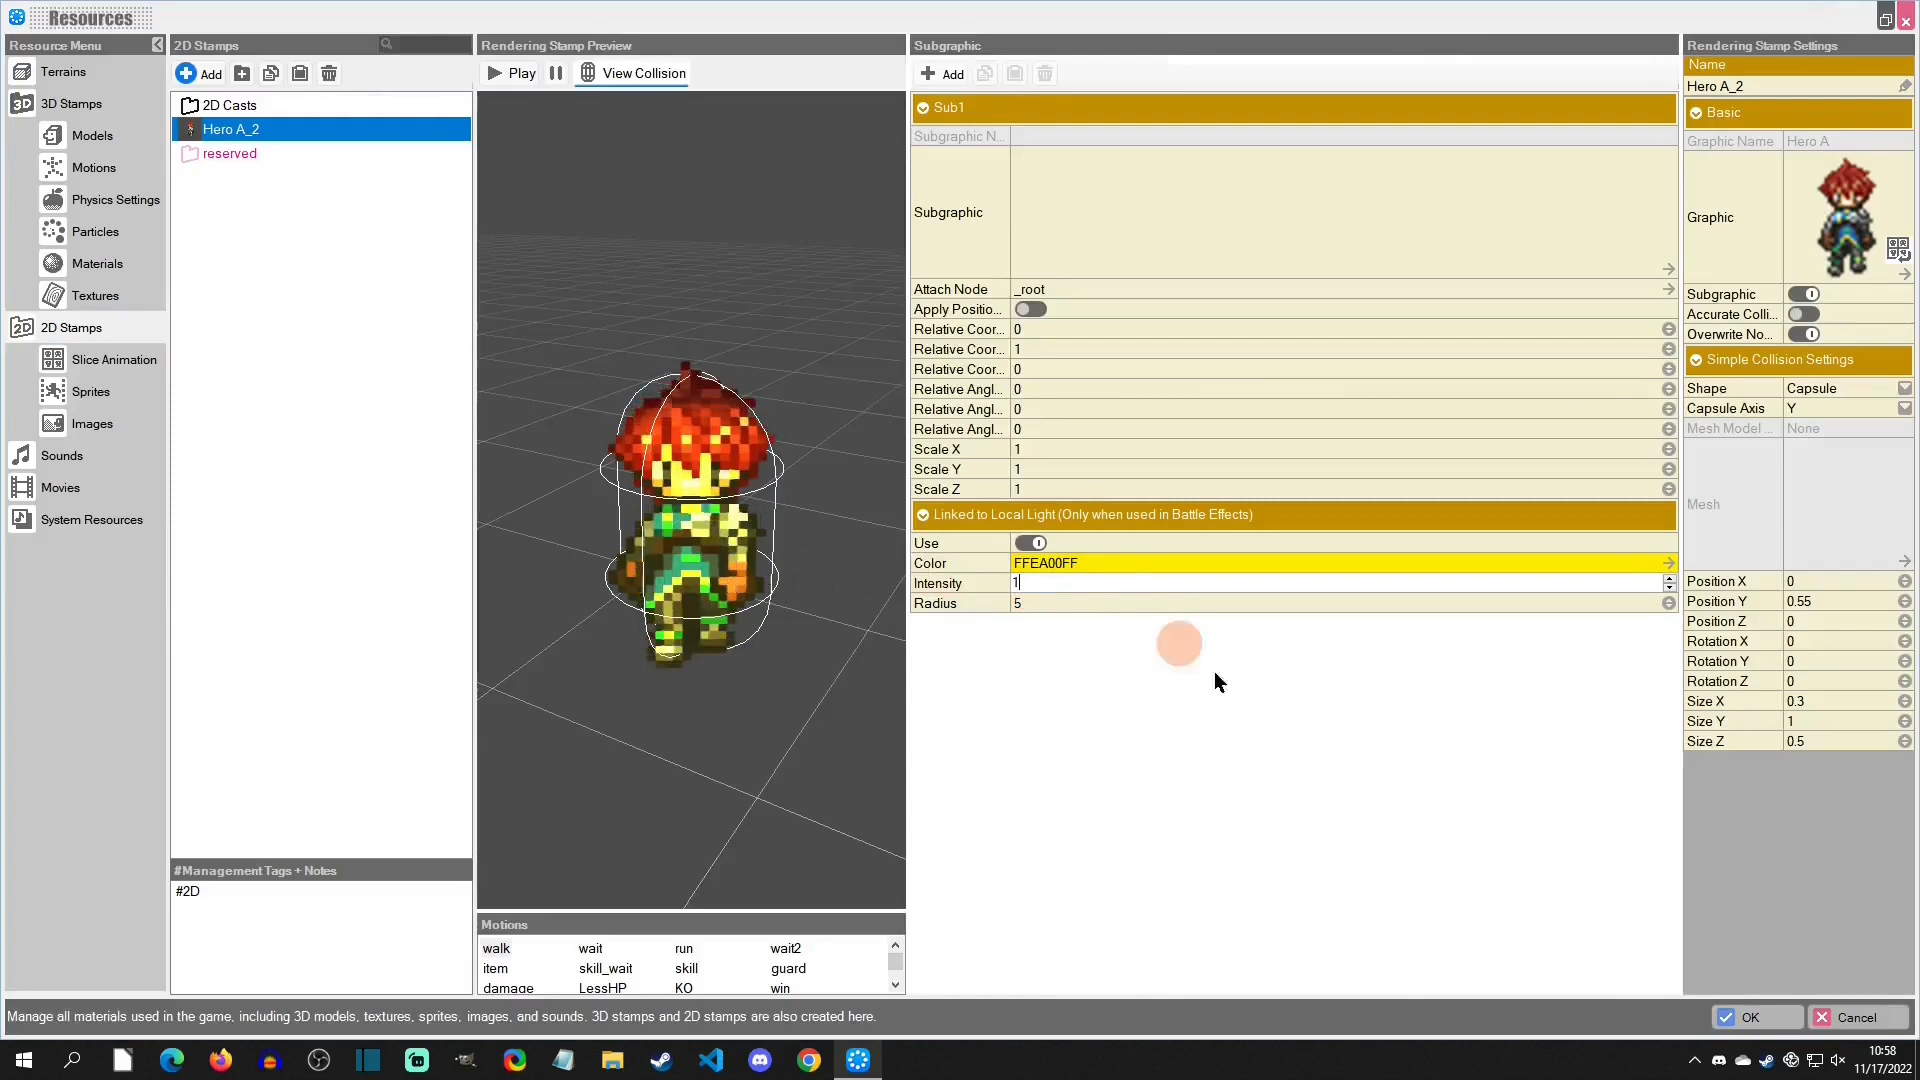 Resources
Resource Menu
Terrains
3D
3D Stamps
Models
Motions
Physics Settings
Particles
Materials
Textures
2D
2D Stamps
Slice Animation
Sprites
Images
Sounds
Movies
System Resources
2D Stamps
Add
2D Casts
Hero A_2
reserved
#Management Tags + Notes
#2D
Rendering Stamp Preview
Play
View Collision
Motions
walk wait run wait2
item skill_wait skill guard
damage LessHP KO win
Subgraphic
Add
Sub1
Subgraphic N...
Subgraphic
Attach Node _root
Apply Positio...
Relative Coor... 0
Relative Coor... 1
Relative Coor... 0
Relative Angl... 0
Relative Angl... 0
Relative Angl... 0
Scale X 1
Scale Y 1
Scale Z 1
Linked to Local Light (Only when used in Battle Effects)
Use
Color FFEA00FF
Intensity 1
Radius 5
Rendering Stamp Settings
Name
Hero A_2
Basic
Graphic Name Hero A
Graphic
Subgraphic
Accurate Colli...
Overwrite No...
Simple Collision Settings
Shape Capsule
Capsule Axis Y
Mesh Model ... None
Mesh
Position X 0
Position Y 0.55
Position Z 0
Rotation X 0
Rotation Y 0
Rotation Z 0
Size X 0.3
Size Y 1
Size Z 0.5
Manage all materials used in the game, including 3D models, textures, sprites, images, and sounds. 3D stamps and 2D stamps are also created here.
OK
Cancel
10:58
11/17/2022